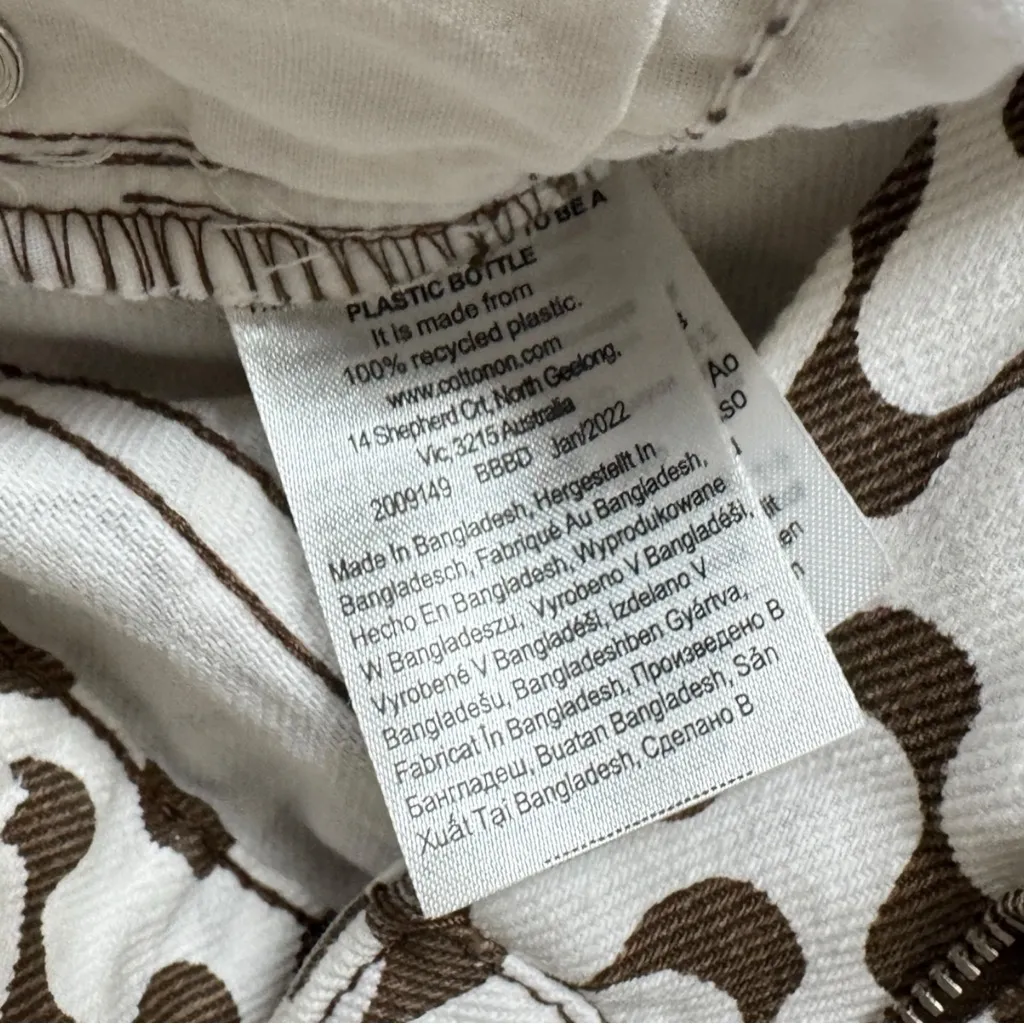 TO BE A
PLASTIC BOTTLE
It is made from
100% recycled plastic.
www.cottonon.com
14 Shepherd Crt, North Geelong,
Vic, 3215 Australia
2009149 BBBD Jan/2022
Made In Bangladesh, Hergestellt In
Bangladesch, Fabriqué Au Bangladesh,
Hecho En Bangladesh, Wyprodukowane
W Bangladeszu, Vyrobeno V Bangladéši,
Vyrobené V Bangladéši, Izdelano V
Bangladešu, Bangladeshben Gyártva,
Fabricat În Bangladesh, Произведено В
Бангладеш, Buatan Bangladesh, Sản
Xuất Tại Bangladesh, Сделано В
Ao
so
en